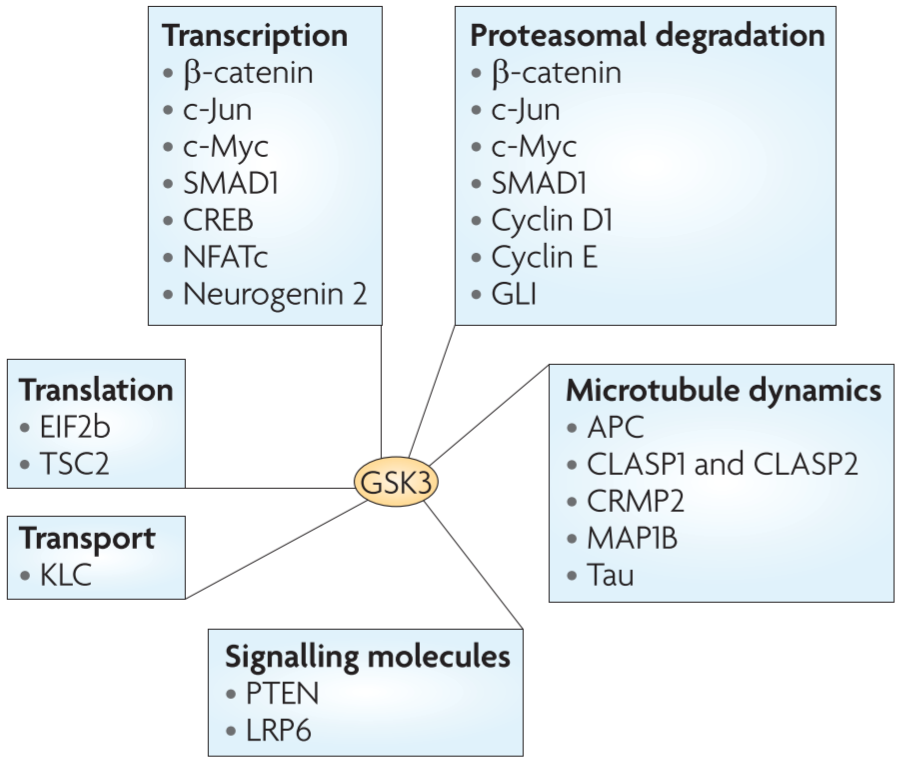 Transcription
• β-catenin
• c-Jun
• c-Myc
• SMAD1
• CREB
• NFATc
• Neurogenin 2
Proteasomal degradation
• β-catenin
• c-Jun
• c-Myc
• SMAD1
• Cyclin D1
• Cyclin E
• GLI
Translation
• EIF2b
• TSC2
Transport
• KLC
GSK3
Microtubule dynamics
• APC
• CLASP1 and CLASP2
• CRMP2
• MAP1B
• Tau
Signalling molecules
• PTEN
• LRP6